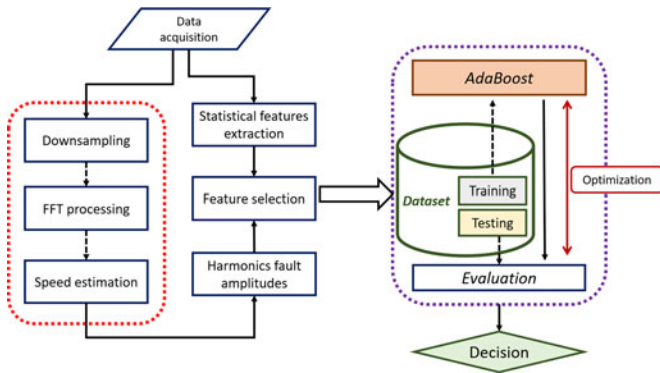 Data
acquisition
Downsampling
FFT processing
Speed estimation
Statistical features
extraction
Feature selection
Harmonics fault
amplitudes
AdaBoost
Dataset
Training
Testing
Optimization
Evaluation
Decision